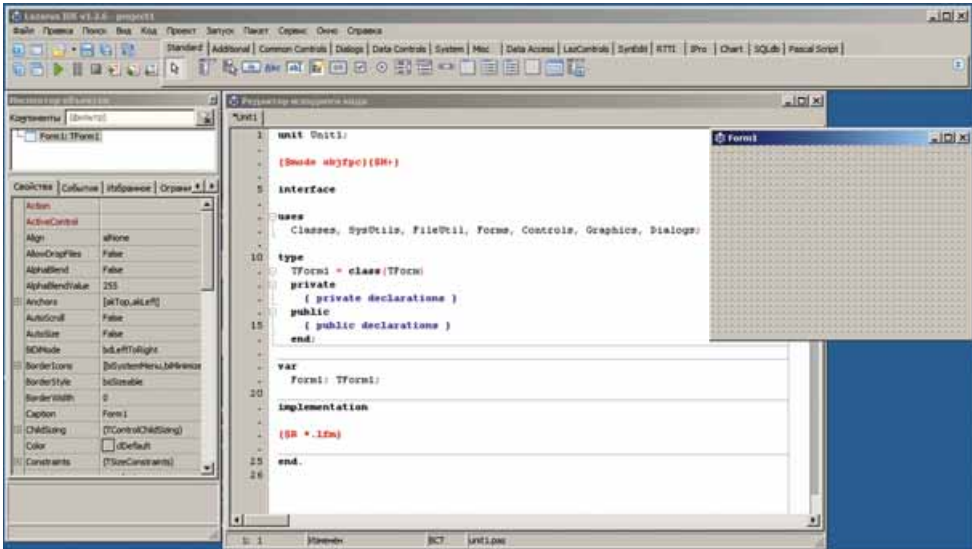 Lazarus IDE v1.2.6 - project1
Файл Правка Поиск Вид Код Проект Запуск Пакет Сервис Окно Справка
Standard Additional Common Controls Dialogs Data Controls System Misc Data Access LazControls SynEdit RTTI IPro Chart SQLdb Pascal Script
Инспектор объектов
Компоненты (фильтр)
Form1: TForm1
Свойства События Избранное Ограни
Action
ActiveControl
Align alNone
AllowDropFiles False
AlphaBlend False
AlphaBlendValue 255
Anchors [akTop,akLeft]
AutoScroll False
AutoSize False
BiDiMode bdLeftToRight
BorderIcons [biSystemMenu,biMinimize
BorderStyle bsSizeable
BorderWidth 0
Caption Form1
ChildSizing (TControlChildSizing)
Color clDefault
Constraints (TSizeConstraints)
Редактор исходного кода
*Unit1
1 unit Unit1;
{$mode objfpc}{$H+}
5 interface
uses
Classes, SysUtils, FileUtil, Forms, Controls, Graphics, Dialogs;
10 type
TForm1 = class(TForm)
private
{ private declarations }
public
15 { public declarations }
end;
var
Form1: TForm1;
20
implementation
{$R *.lfm}
25 end.
26
1: 1 Изменён ВСТ unit1.pas
Form1